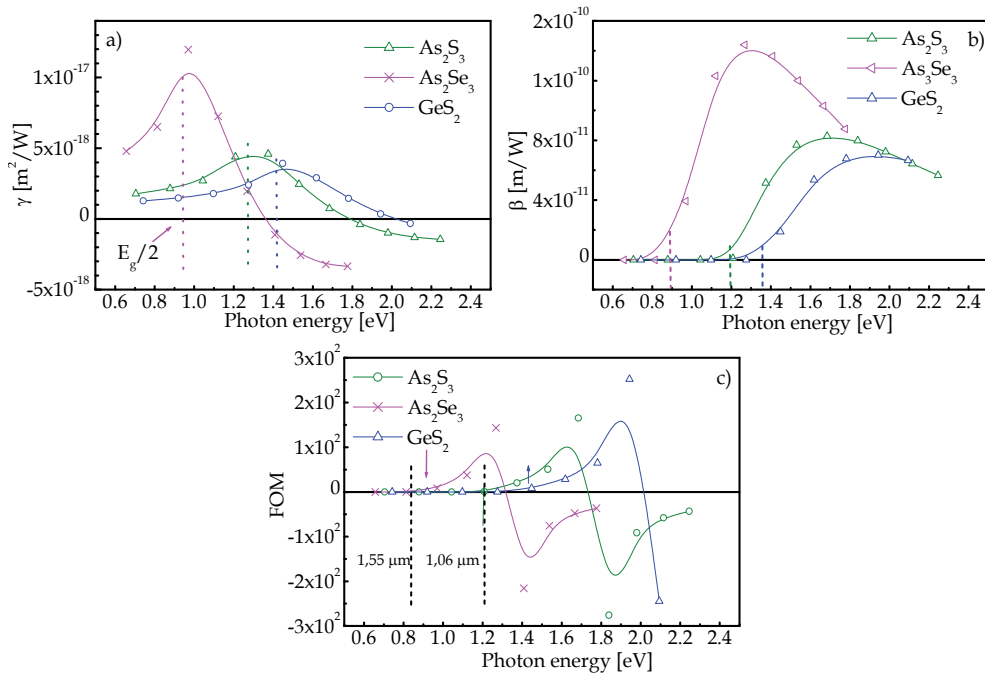 a)
As₂S₃
As₂Se₃
GeS₂
1x10⁻¹⁷
5x10⁻¹⁸
0
-5x10⁻¹⁸
γ [m²/W]
E_g/2
0.6 0.8 1.0 1.2 1.4 1.6 1.8 2.0 2.2 2.4
Photon energy [eV]
b)
As₂S₃
As₃Se₃
GeS₂
2x10⁻¹⁰
1x10⁻¹⁰
8x10⁻¹¹
4x10⁻¹¹
0
β [m/W]
0.6 0.8 1.0 1.2 1.4 1.6 1.8 2.0 2.2 2.4
Photon energy [eV]
c)
As₂S₃
As₂Se₃
GeS₂
3x10²
2x10²
1x10²
0
-1x10²
-2x10²
-3x10²
FOM
1,55 μm
1,06 μm
0.6 0.8 1.0 1.2 1.4 1.6 1.8 2.0 2.2 2.4
Photon energy [eV]